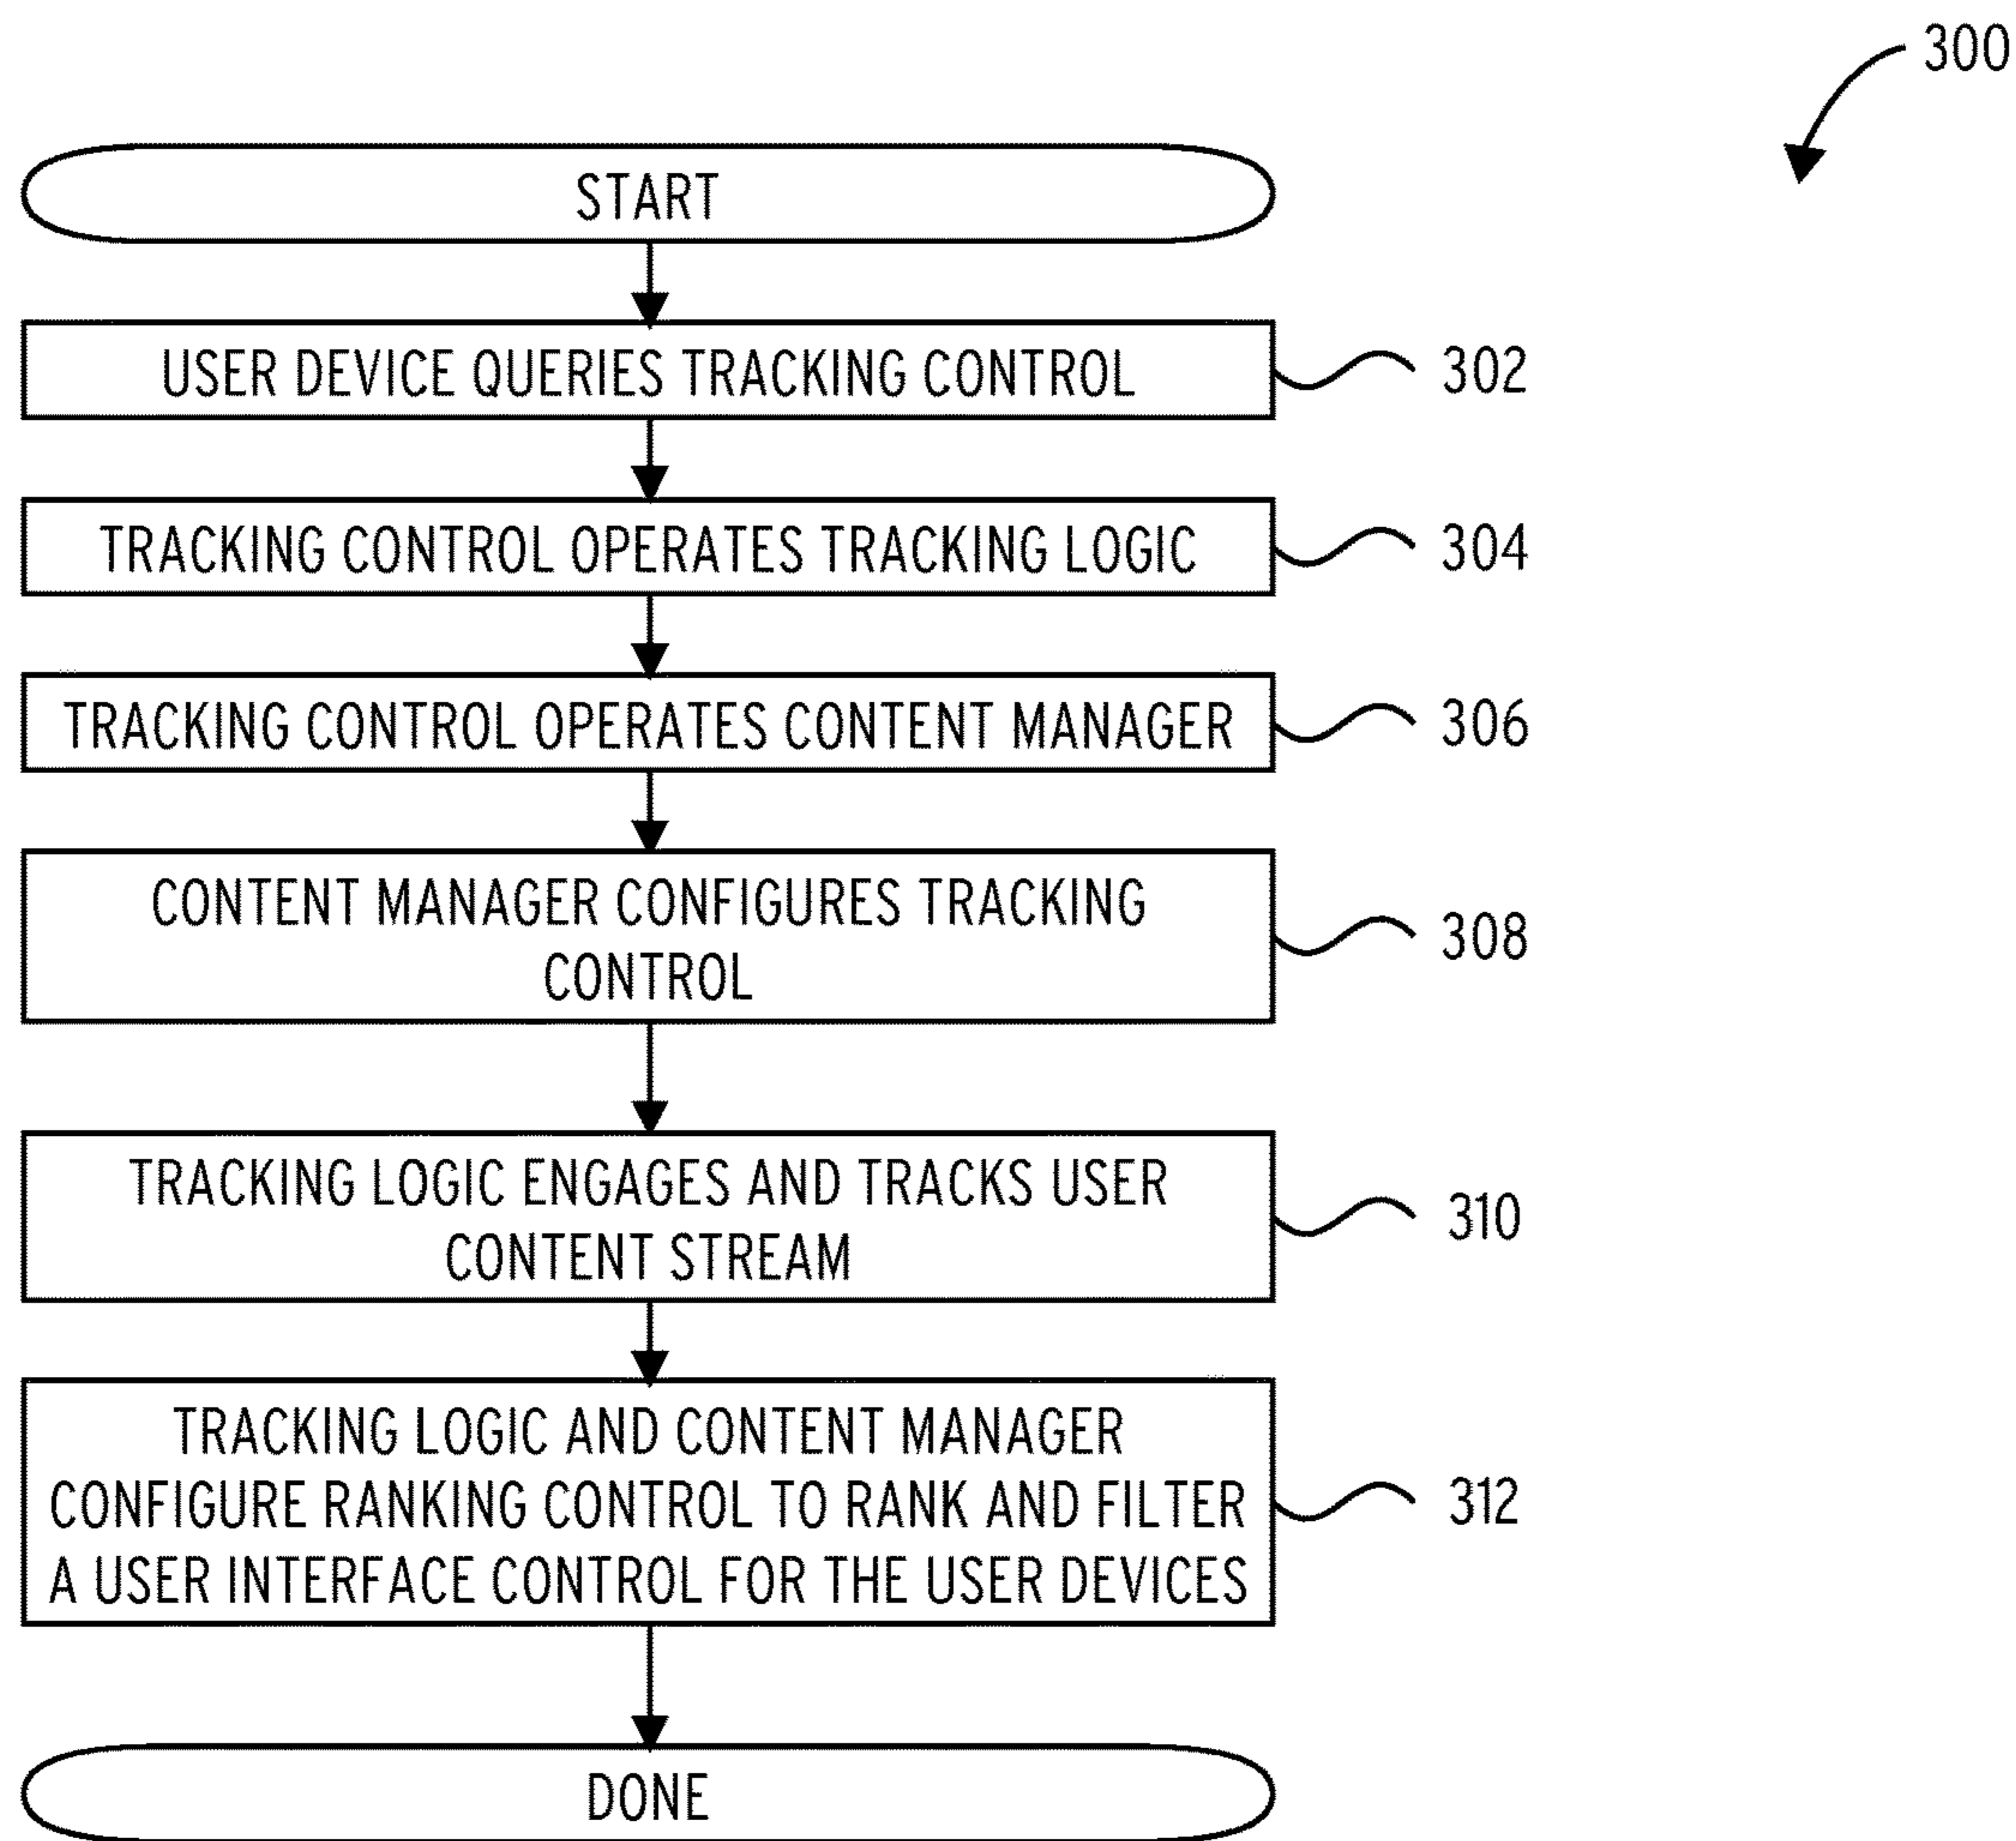 300
START
USER DEVICE QUERIES TRACKING CONTROL
302
TRACKING CONTROL OPERATES TRACKING LOGIC
304
TRACKING CONTROL OPERATES CONTENT MANAGER
306
CONTENT MANAGER CONFIGURES TRACKING
CONTROL
308
TRACKING LOGIC ENGAGES AND TRACKS USER
CONTENT STREAM
310
TRACKING LOGIC AND CONTENT MANAGER
CONFIGURE RANKING CONTROL TO RANK AND FILTER
A USER INTERFACE CONTROL FOR THE USER DEVICES
312
DONE